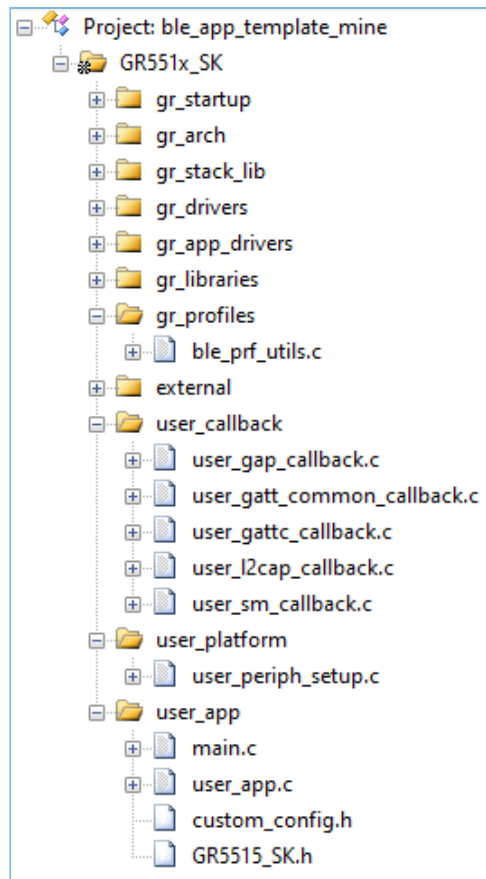 Project: ble_app_template_mine
GR551x_SK
gr_startup
gr_arch
gr_stack_lib
gr_drivers
gr_app_drivers
gr_libraries
gr_profiles
ble_prf_utils.c
external
user_callback
user_gap_callback.c
user_gatt_common_callback.c
user_gattc_callback.c
user_l2cap_callback.c
user_sm_callback.c
user_platform
user_periph_setup.c
user_app
main.c
user_app.c
custom_config.h
GR5515_SK.h